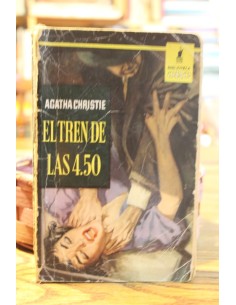 AGATHA CHRISTIE
EL TREN DE
LAS 4.50